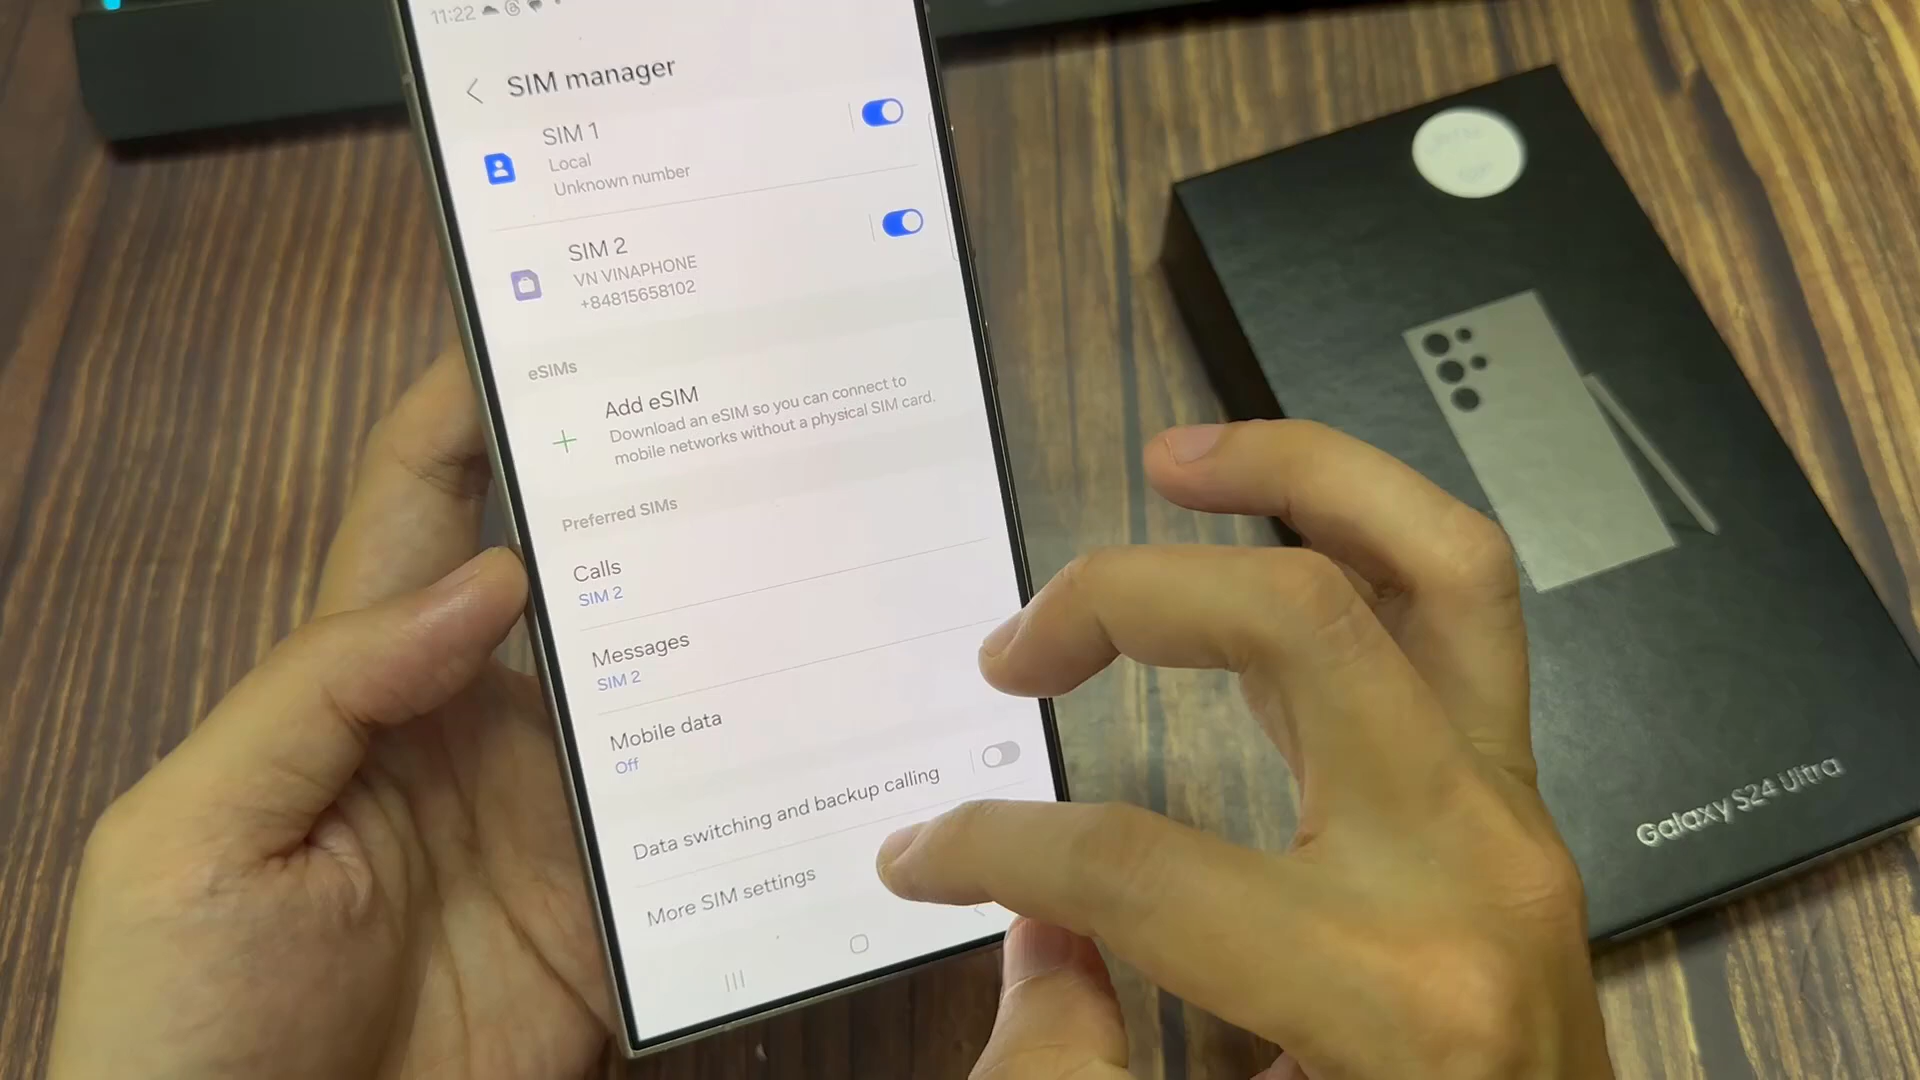 11:22
SIM manager
SIM 1
Local
Unknown number
SIM 2
VN VINAPHONE
+84815658102
eSIMs
Add eSIM
Download an eSIM so you can connect to
mobile networks without a physical SIM card.
Preferred SIMs
Calls
SIM 2
Messages
SIM 2
Mobile data
Off
Data switching and backup calling
More SIM settings
Galaxy S24 Ultra